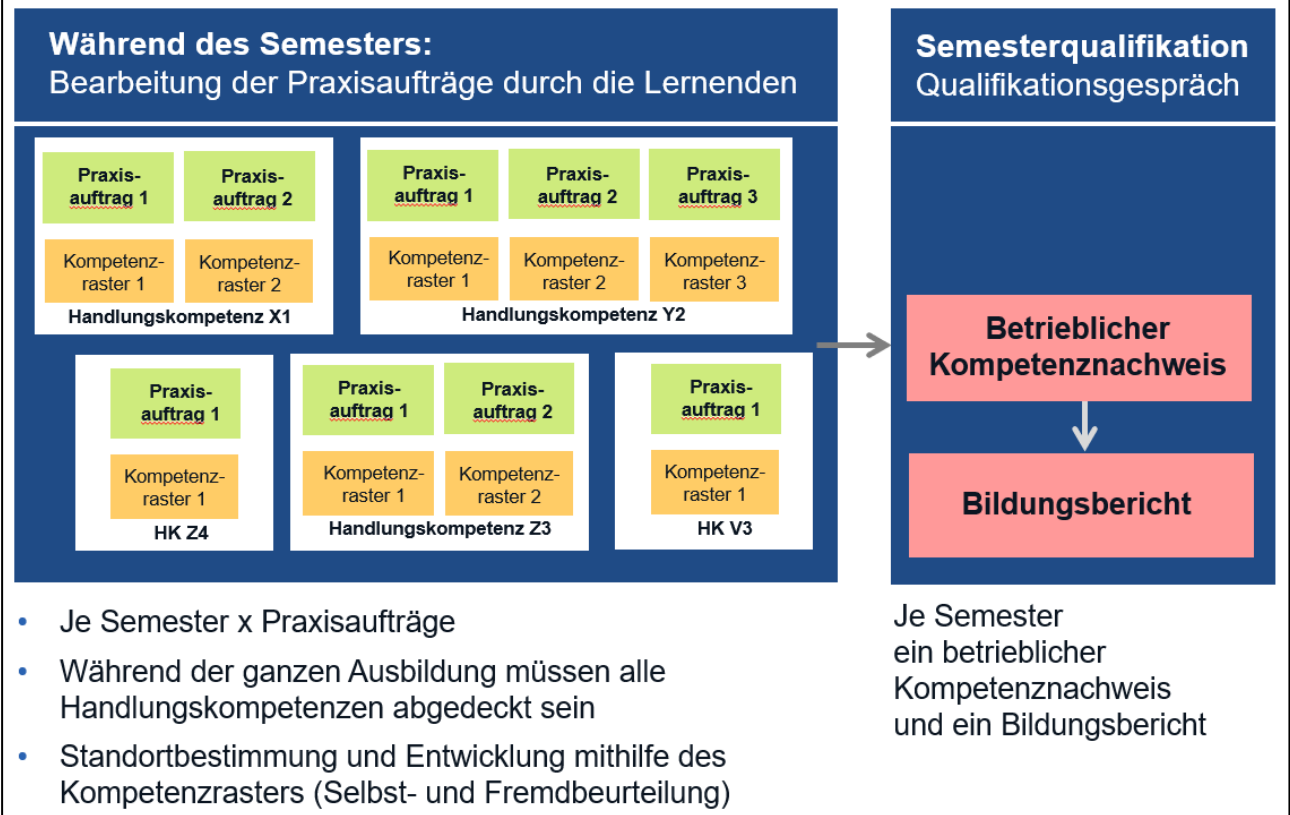 Während des Semesters:
Bearbeitung der Praxisaufträge durch die Lernenden
Praxis-
auftrag 1
Praxis-
auftrag 2
Kompetenz-
raster 1
Kompetenz-
raster 2
Handlungskompetenz X1
Praxis-
auftrag 1
Praxis-
auftrag 2
Praxis-
auftrag 3
Kompetenz-
raster 1
Kompetenz-
raster 2
Kompetenz-
raster 3
Handlungskompetenz Y2
Praxis-
auftrag 1
Kompetenz-
raster 1
HK Z4
Praxis-
auftrag 1
Praxis-
auftrag 2
Kompetenz-
raster 1
Kompetenz-
raster 2
Handlungskompetenz Z3
Praxis-
auftrag 1
Kompetenz-
raster 1
HK V3
• Je Semester x Praxisaufträge
• Während der ganzen Ausbildung müssen alle
Handlungskompetenzen abgedeckt sein
• Standortbestimmung und Entwicklung mithilfe des
Kompetenzrasters (Selbst- und Fremdbeurteilung)
Semesterqualifikation
Qualifikationsgespräch
Betrieblicher
Kompetenznachweis
Bildungsbericht
Je Semester
ein betrieblicher
Kompetenznachweis
und ein Bildungsbericht